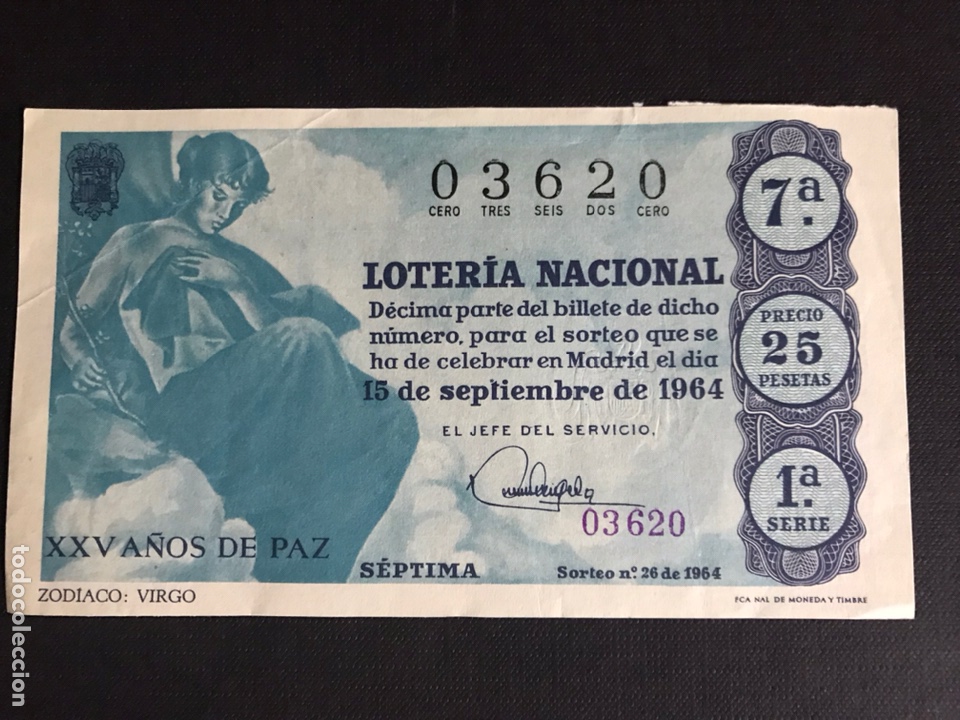 03620
CERO TRES SEIS DOS CERO
LOTERÍA NACIONAL
Décima parte del billete de dicho
número, para el sorteo que se
ha de celebrar en Madrid el dia
15 de septiembre de 1964
EL JEFE DEL SERVICIO,
03620
SÉPTIMA
Sorteo nº. 26 de 1964
7ª.
PRECIO
25
PESETAS
1ª.
SERIE
XXV AÑOS DE PAZ
ZODÍACO: VIRGO
FCA NAL DE MONEDA Y TIMBRE
todocoleccion